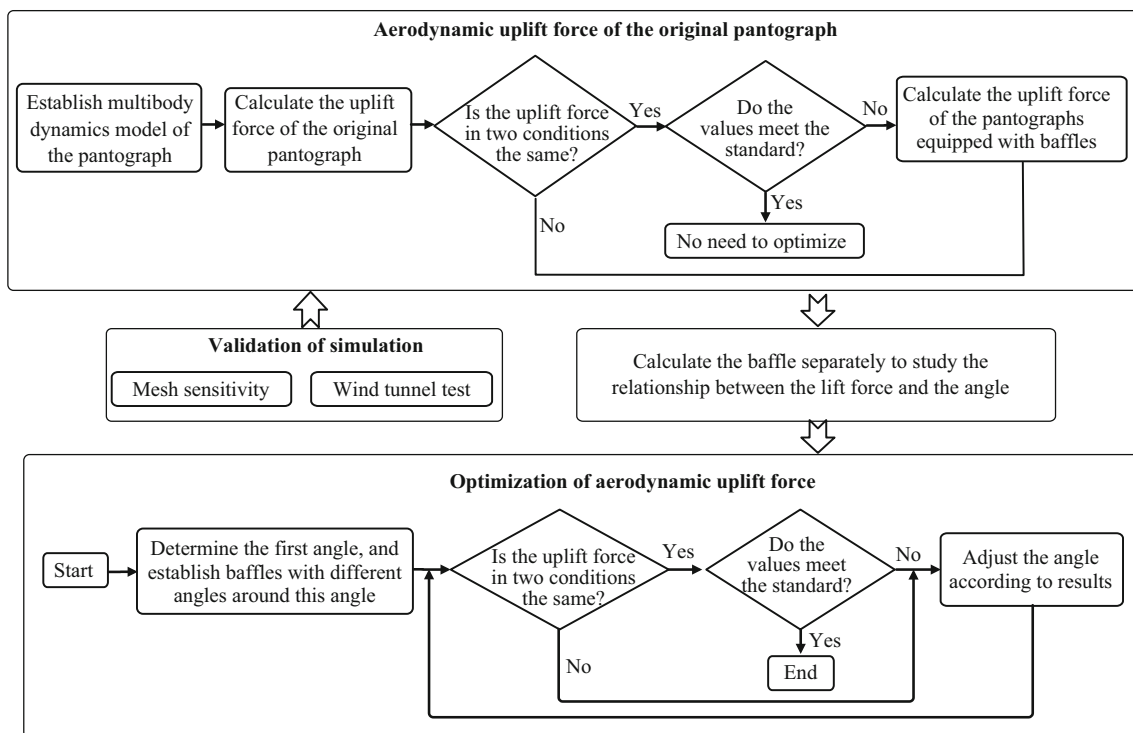 Aerodynamic uplift force of the original pantograph
Establish multibody
dynamics model of
the pantograph
Calculate the uplift
force of the original
pantograph
Is the uplift force
in two conditions
the same?
Yes
No
Do the
values meet the
standard?
No
Yes
No need to optimize
Calculate the uplift force
of the pantographs
equipped with baffles
Validation of simulation
Mesh sensitivity
Wind tunnel test
Calculate the baffle separately to study the
relationship between the lift force and the angle
Optimization of aerodynamic uplift force
Start
Determine the first angle, and
establish baffles with different
angles around this angle
Is the uplift force
in two conditions
the same?
Yes
No
Do the
values meet
the standard?
No
Yes
End
Adjust the angle
according to results